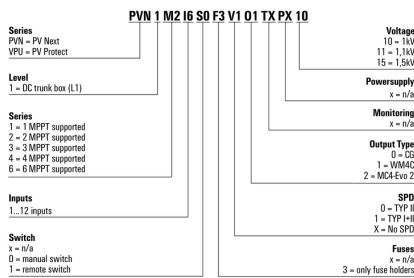 PVN 1 M2 I6 S0 F3 V1 O1 TX PX 10
Series
PVN = PV Next
VPU = PV Protect
Level
1 = DC trunk box (L1)
Series
1 = 1 MPPT supported
2 = 2 MPPT supported
3 = 3 MPPT supported
4 = 4 MPPT supported
6 = 6 MPPT supported
Inputs
1...12 inputs
Switch
x = n/a
0 = manual switch
1 = remote switch
Voltage
10 = 1kV
11 = 1,1kV
15 = 1,5kV
Powersupply
x = n/a
Monitoring
x = n/a
Output Type
0 = CG
1 = WM4C
2 = MC4-Evo 2
SPD
0 = TYP II
1 = TYP I+II
X = No SPD
Fuses
x = n/a
3 = only fuse holders